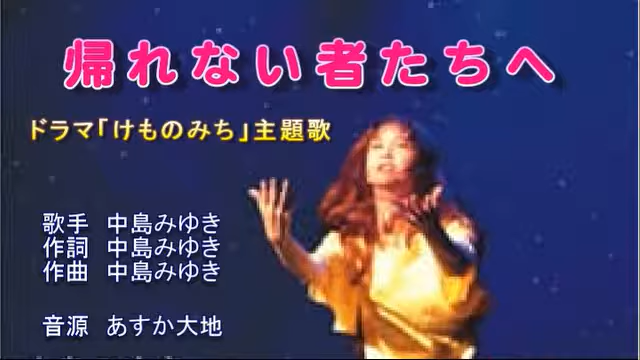 帰れない者たちへ
ドラマ「けものみち」主題歌
歌手 中島みゆき
作詞 中島みゆき
作曲 中島みゆき
音源 あすか大地